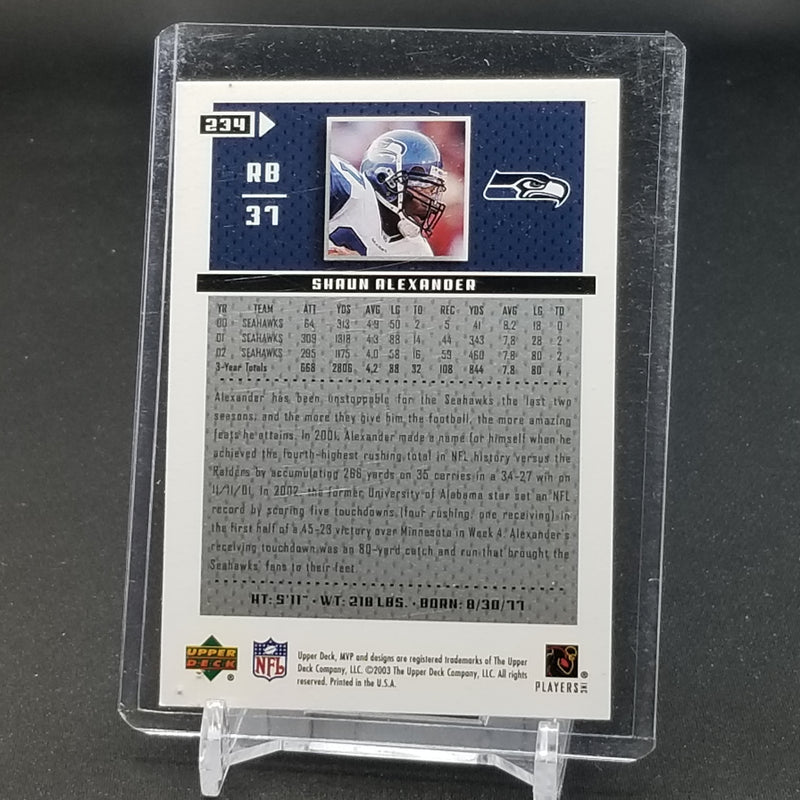 234
RB
37
SHAUN ALEXANDER
YR TEAM ATT YDS AVG LG TD REC YDS AVG LG TD
00 SEAHAWKS 64 313 4.9 50 2 5 41 8.2 18 0
01 SEAHAWKS 309 1318 4.3 88 14 44 343 7.8 28 2
02 SEAHAWKS 295 1175 4.0 58 16 59 460 7.8 80 2
3-Year Totals 668 2806 4.2 88 32 108 844 7.8 80 4
Alexander has been unstoppable for the Seahawks the last two
seasons, and the more they give him the football, the more amazing
feats he attains. In 2001, Alexander made a name for himself when he
achieved the fourth-highest rushing total in NFL history versus the
Raiders by accumulating 266 yards on 35 carries in a 34-27 win on
11/11/01. In 2002, the former University of Alabama star set an NFL
record by scoring five touchdowns (four rushing, one receiving) in
the first half of a 45-23 victory over Minnesota in Week 4. Alexander's
receiving touchdown was an 80-yard catch and run that brought the
Seahawks' fans to their feet.
HT: 5'11" • WT: 218 LBS. • BORN: 8/30/77
UPPER
DECK
®
NFL
Upper Deck, MVP and designs are registered trademarks of The Upper
Deck Company, LLC. ©2003 The Upper Deck Company, LLC. All rights
reserved. Printed in the U.S.A.
PLAYERS INC ®